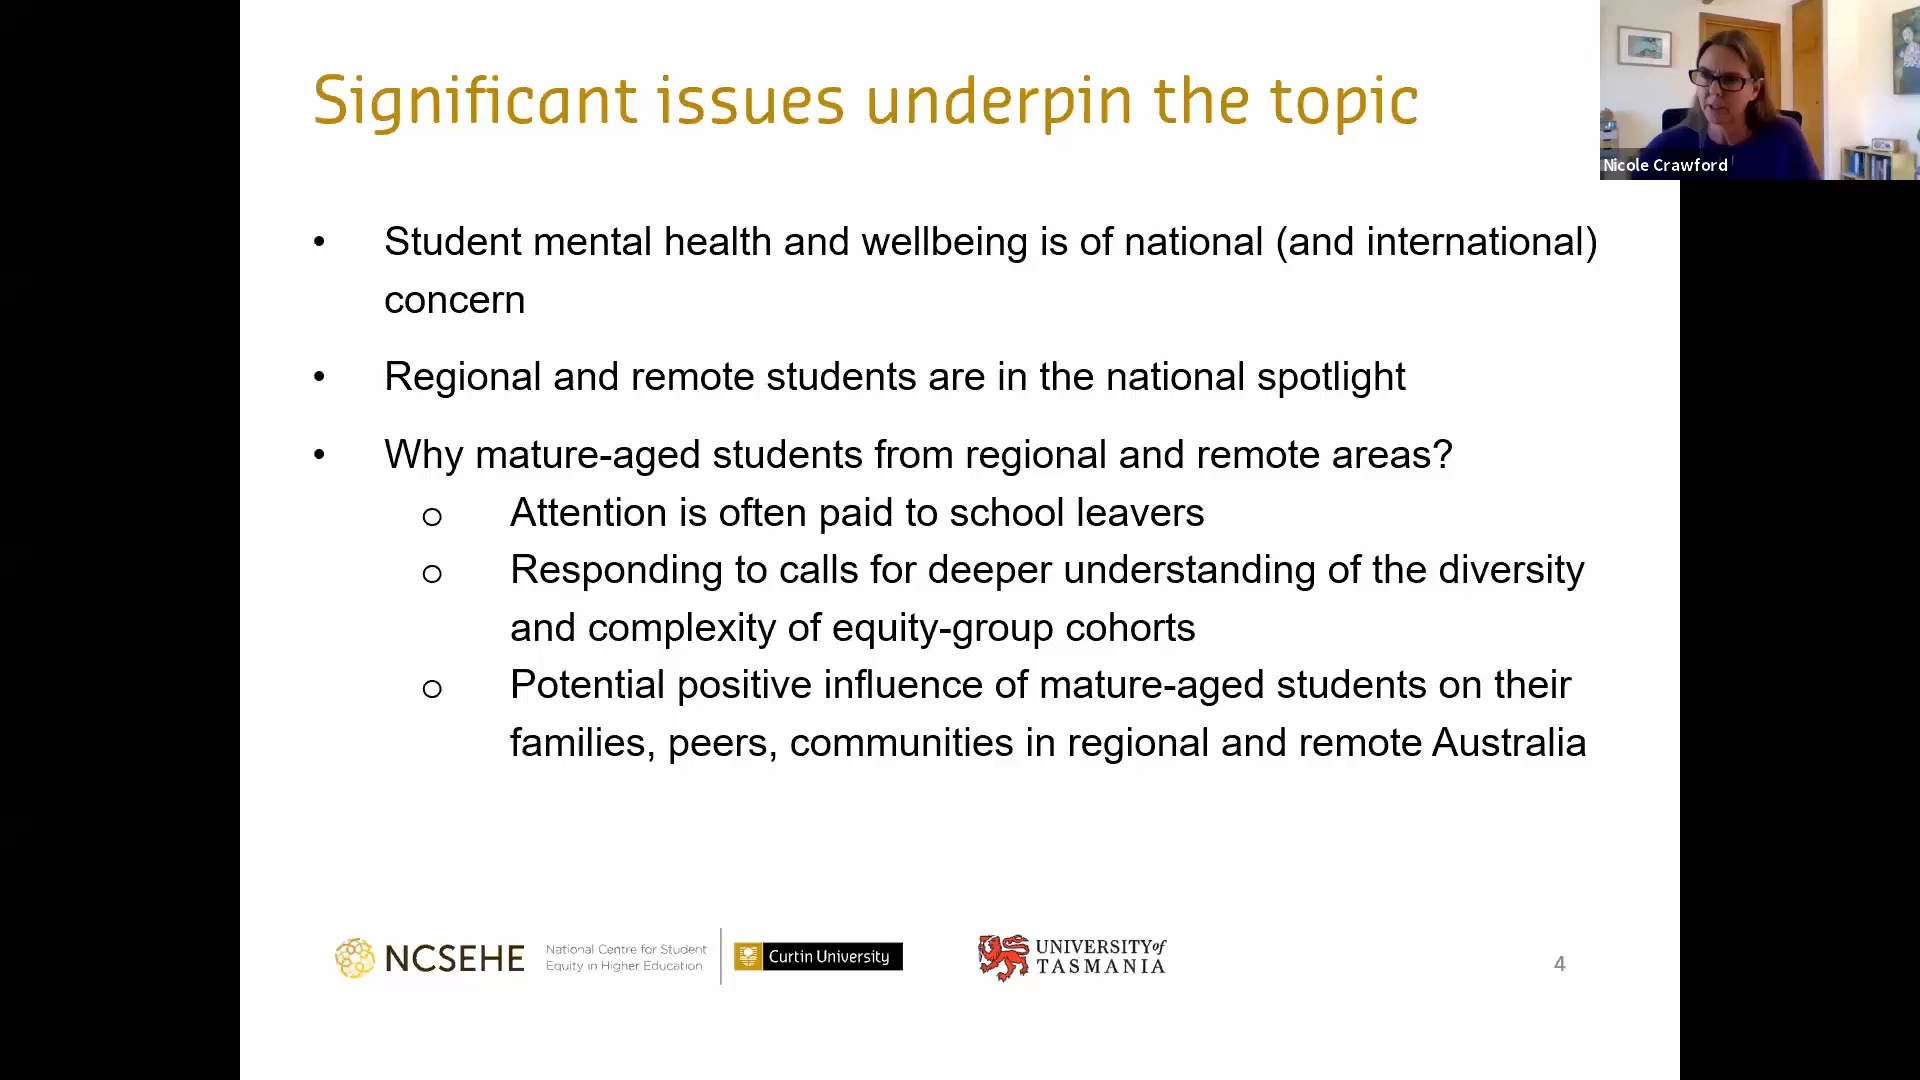 Significant issues underpin the topic
Nicole Crawford
• Student mental health and wellbeing is of national (and international)
concern
• Regional and remote students are in the national spotlight
• Why mature-aged students from regional and remote areas?
o Attention is often paid to school leavers
o Responding to calls for deeper understanding of the diversity
and complexity of equity-group cohorts
o Potential positive influence of mature-aged students on their
families, peers, communities in regional and remote Australia
NCSEHE
National Centre for Student
Equity in Higher Education
Curtin University
UNIVERSITY of
TASMANIA
4